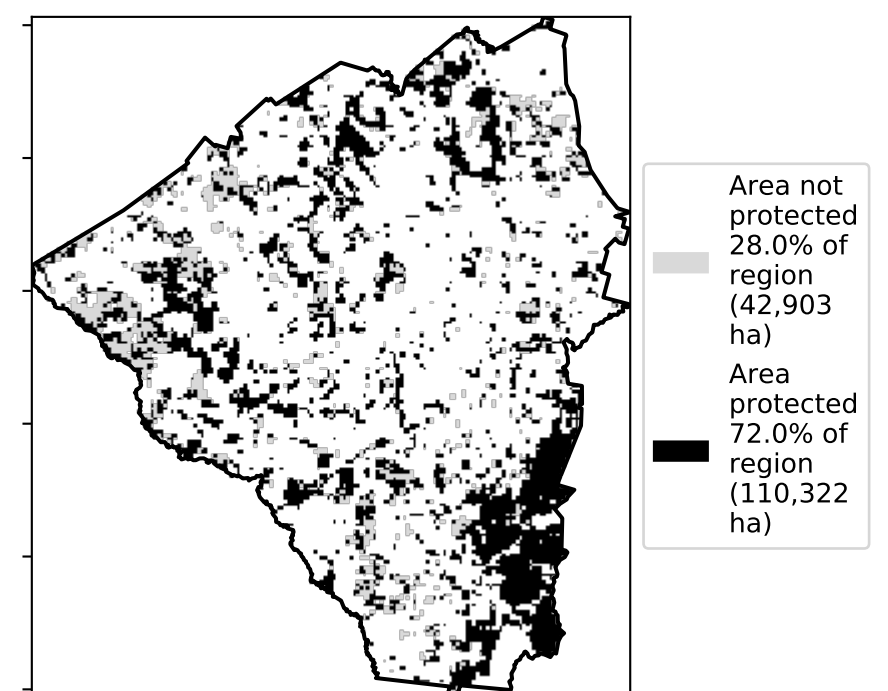 Area not
protected
28.0% of
region
(42,903
ha)
Area
protected
72.0% of
region
(110,322
ha)